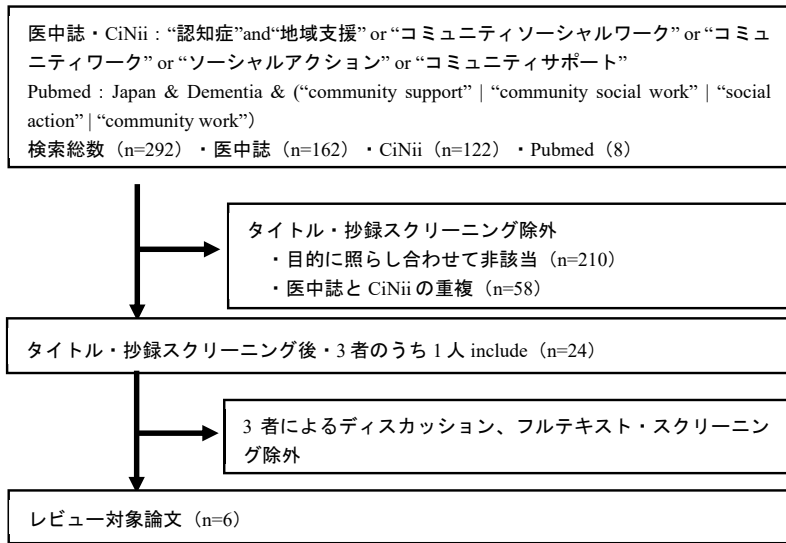 医中誌・CiNii：“認知症”and“地域支援” or “コミュニティソーシャルワーク” or “コミュ
ニティワーク” or “ソーシャルアクション” or “コミュニティサポート”
Pubmed：Japan & Dementia & (“community support” | “community social work” | “social
action” | “community work”）
検索総数（n=292）・医中誌（n=162）・CiNii（n=122）・Pubmed（8）
タイトル・抄録スクリーニング除外
・目的に照らし合わせて非該当（n=210）
・医中誌と CiNii の重複（n=58）
タイトル・抄録スクリーニング後・3 者のうち 1 人 include（n=24）
3 者によるディスカッション、フルテキスト・スクリーニン
グ除外
レビュー対象論文（n=6）